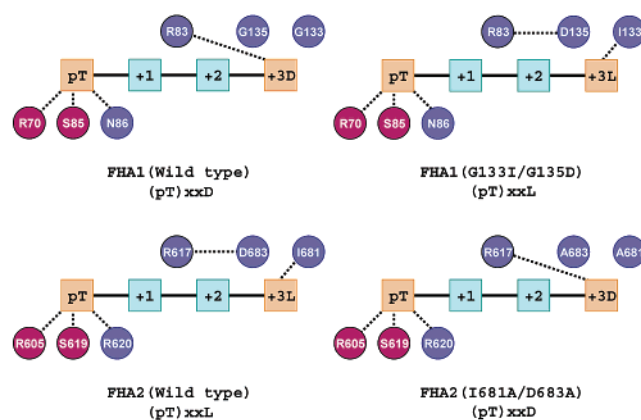 R83 G135 G133
pT +1 +2 +3D
R70 S85 N86
FHA1(Wild type)
(pT)xxD
R83 D135 I133
pT +1 +2 +3L
R70 S85 N86
FHA1(G133I/G135D)
(pT)xxL
R617 D683 I681
pT +1 +2 +3L
R605 S619 R620
FHA2(Wild type)
(pT)xxL
R617 A683 A681
pT +1 +2 +3D
R605 S619 R620
FHA2(I681A/D683A)
(pT)xxD